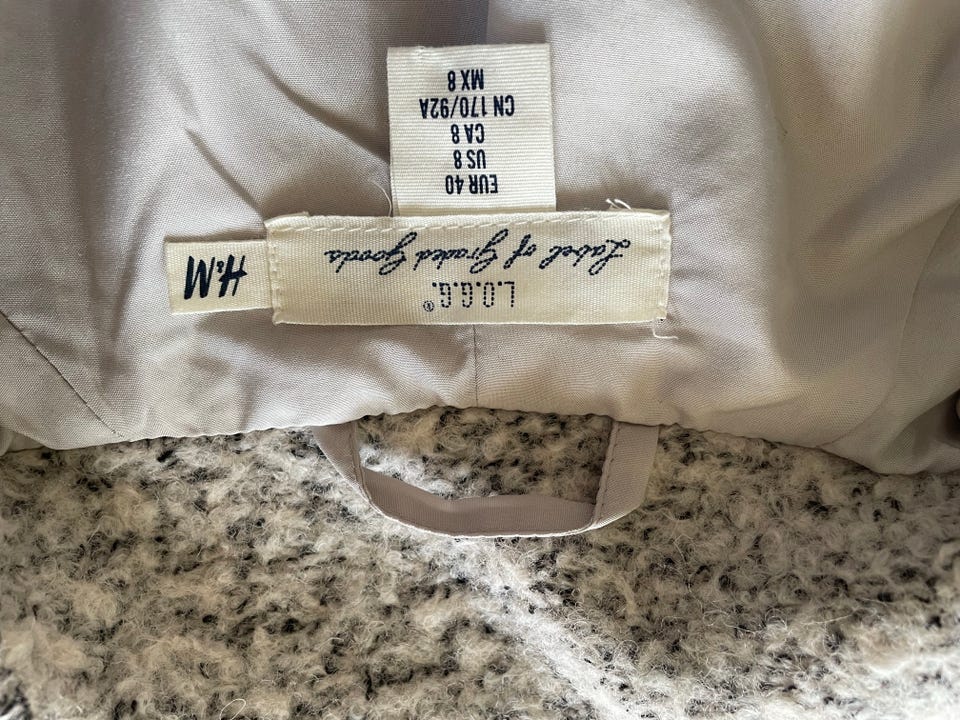 L.O.G.G.®
Label of Graded Goods
H&M
EUR 40
US 8
CA 8
CN 170/92A
MX 8